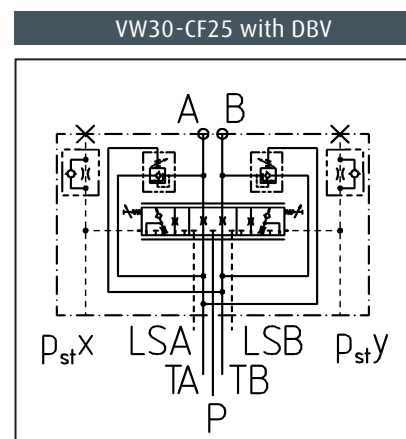 VW30-CF25 with DBV
A B
pstx LSA LSB psty
TA TB
P